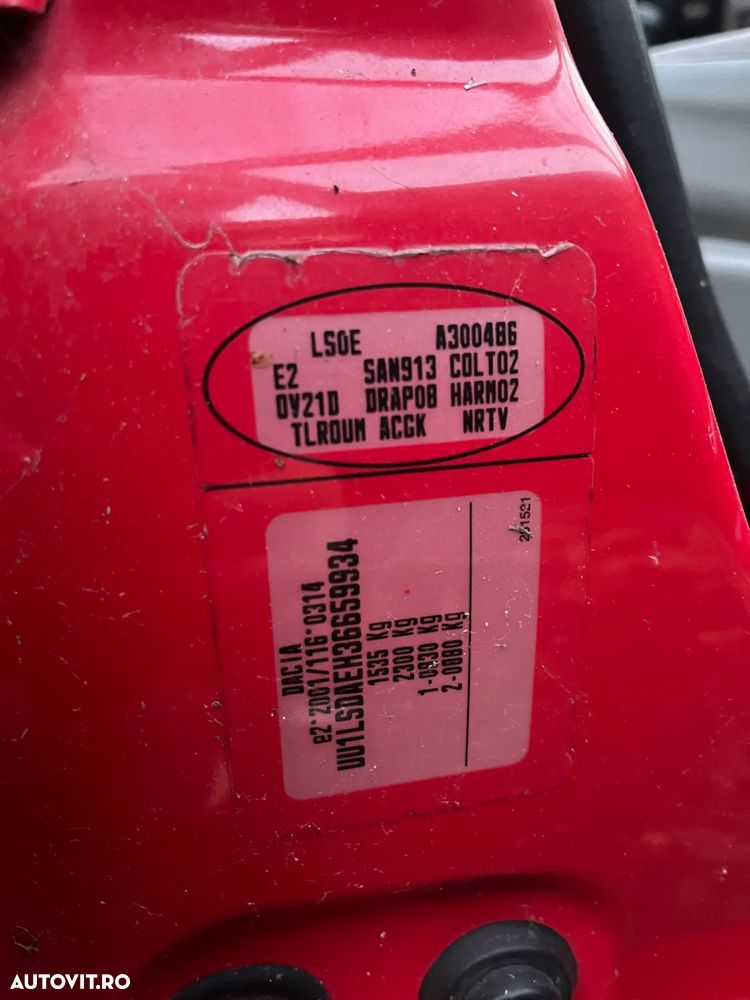 LS0E A300486
E2 SAN913 COLT02
0V21D DRAP08 HARM02
TLROUM ACGK NRTV
DACIA
e2*2001/116*0314
UU1LSDAEH36659934
1535 Kg
2300 Kg
1-0830 Kg
2-0880 Kg
AUTOVIT.RO